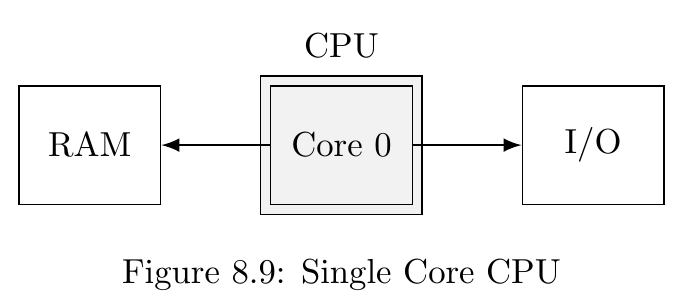 CPU
RAM
Core 0
I/O
Figure 8.9: Single Core CPU